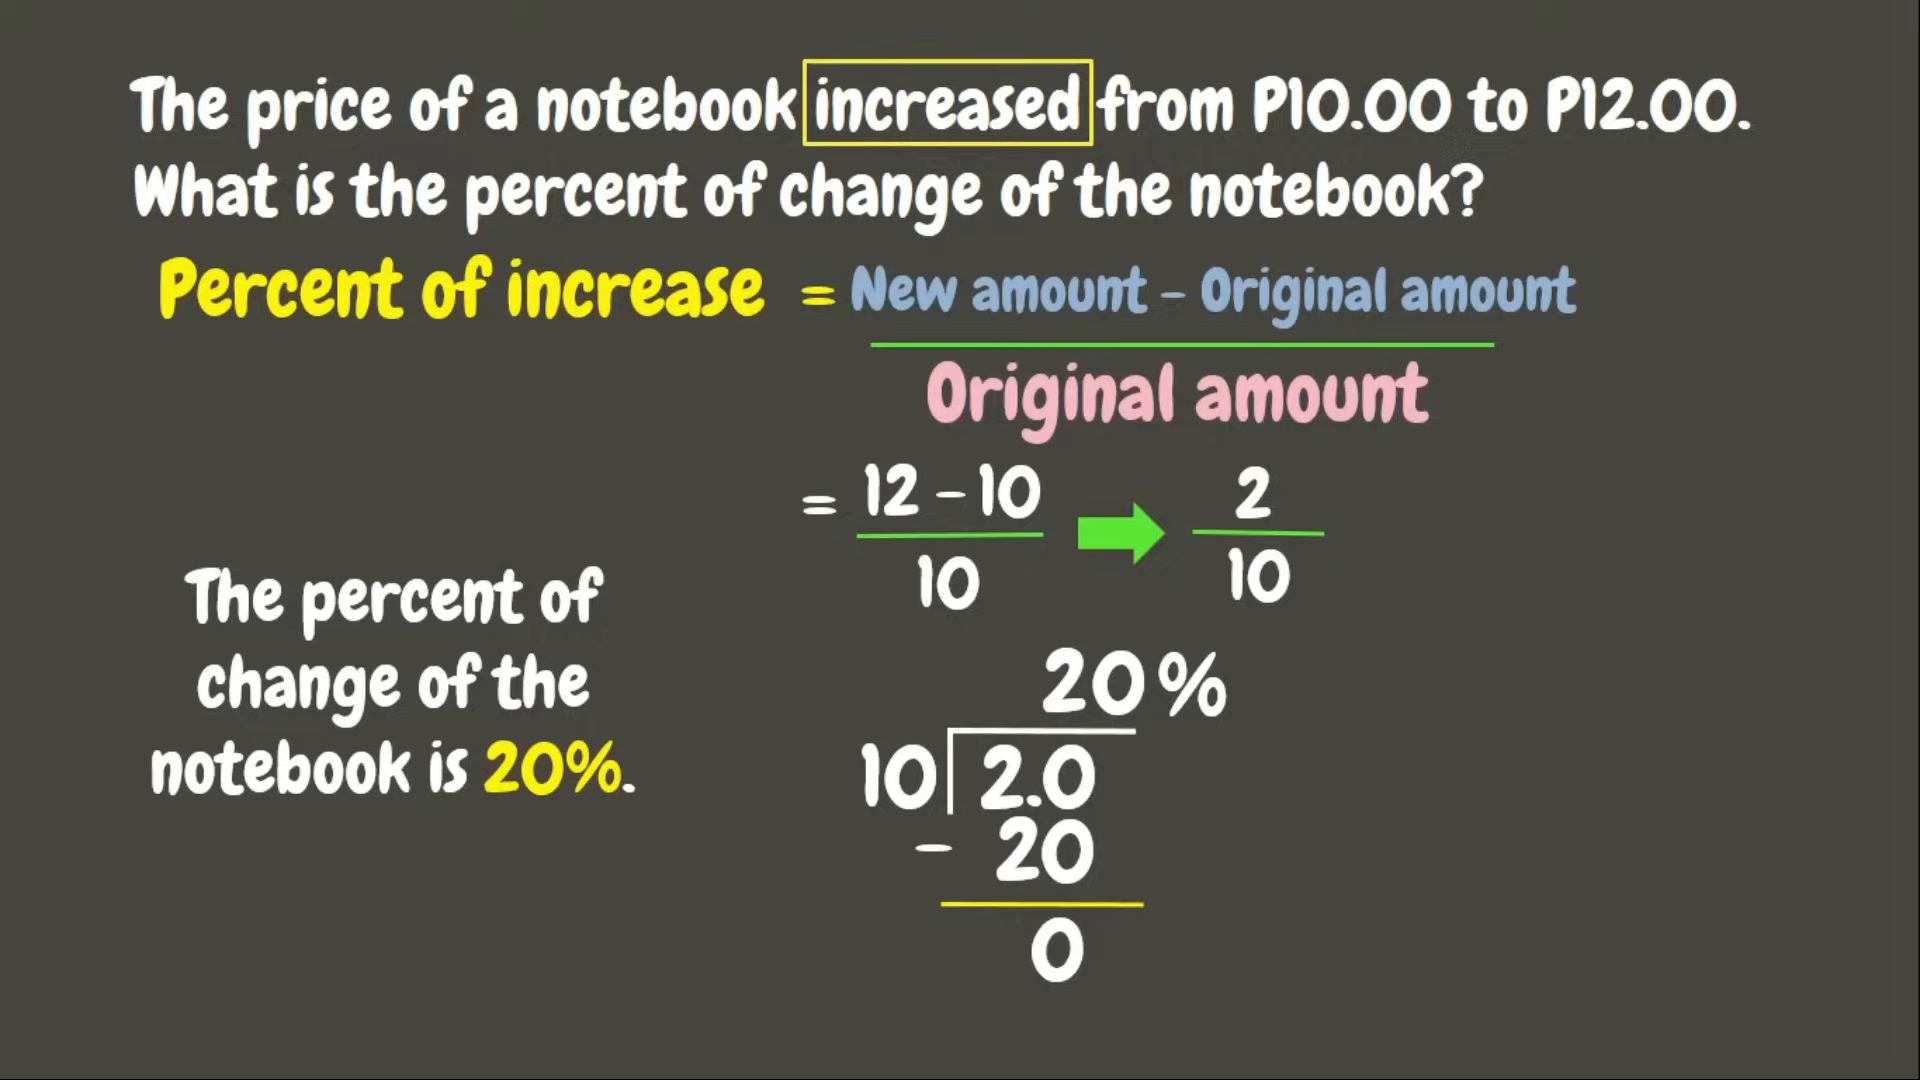 The price of a notebook increased from P10.00 to P12.00.
What is the percent of change of the notebook?
Percent of increase = New amount - Original amount
Original amount
= 12 - 10 2
10 10
The percent of
change of the
notebook is 20%.
20%
10 2.0
- 20
0